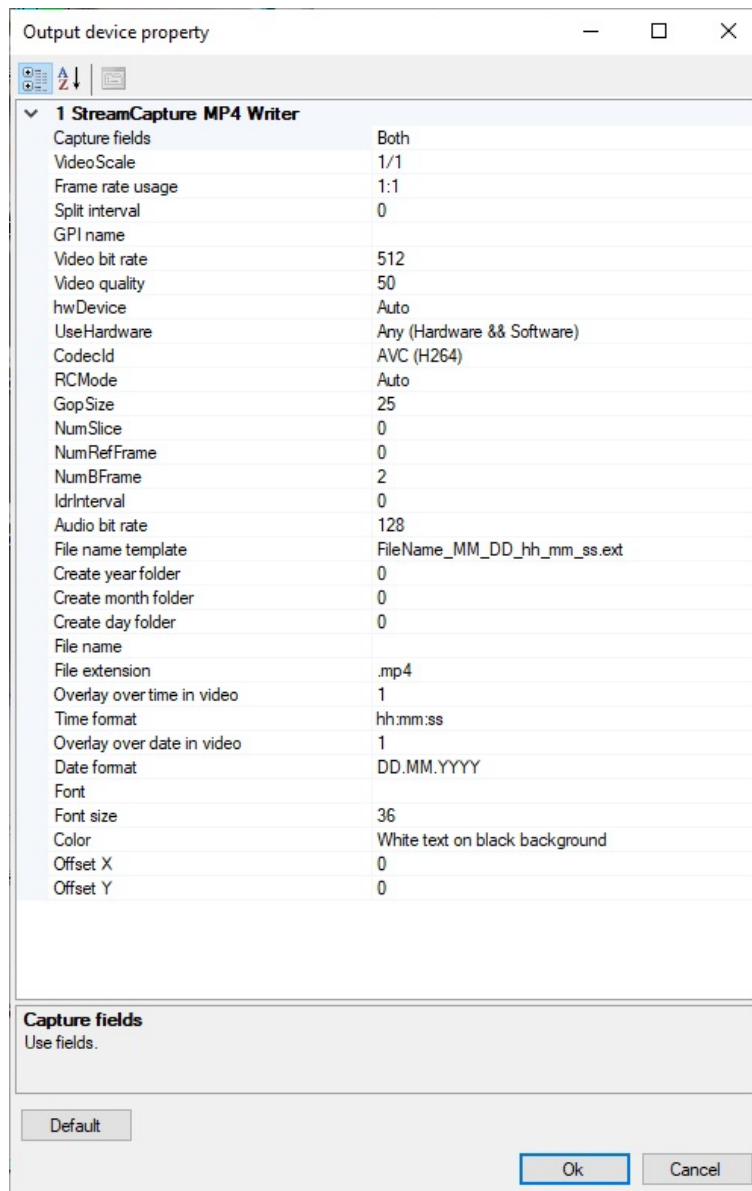 Output device property
1 StreamCapture MP4 Writer
Capture fields Both
VideoScale 1/1
Frame rate usage 1:1
Split interval 0
GPI name
Video bit rate 512
Video quality 50
hwDevice Auto
UseHardware Any (Hardware && Software)
CodecId AVC (H264)
RCMode Auto
GopSize 25
NumSlice 0
NumRefFrame 0
NumBFrame 2
IdrInterval 0
Audio bit rate 128
File name template FileName_MM_DD_hh_mm_ss.ext
Create year folder 0
Create month folder 0
Create day folder 0
File name
File extension .mp4
Overlay over time in video 1
Time format hh:mm:ss
Overlay over date in video 1
Date format DD.MM.YYYY
Font
Font size 36
Color White text on black background
Offset X 0
Offset Y 0
Capture fields
Use fields.
Default
Ok Cancel